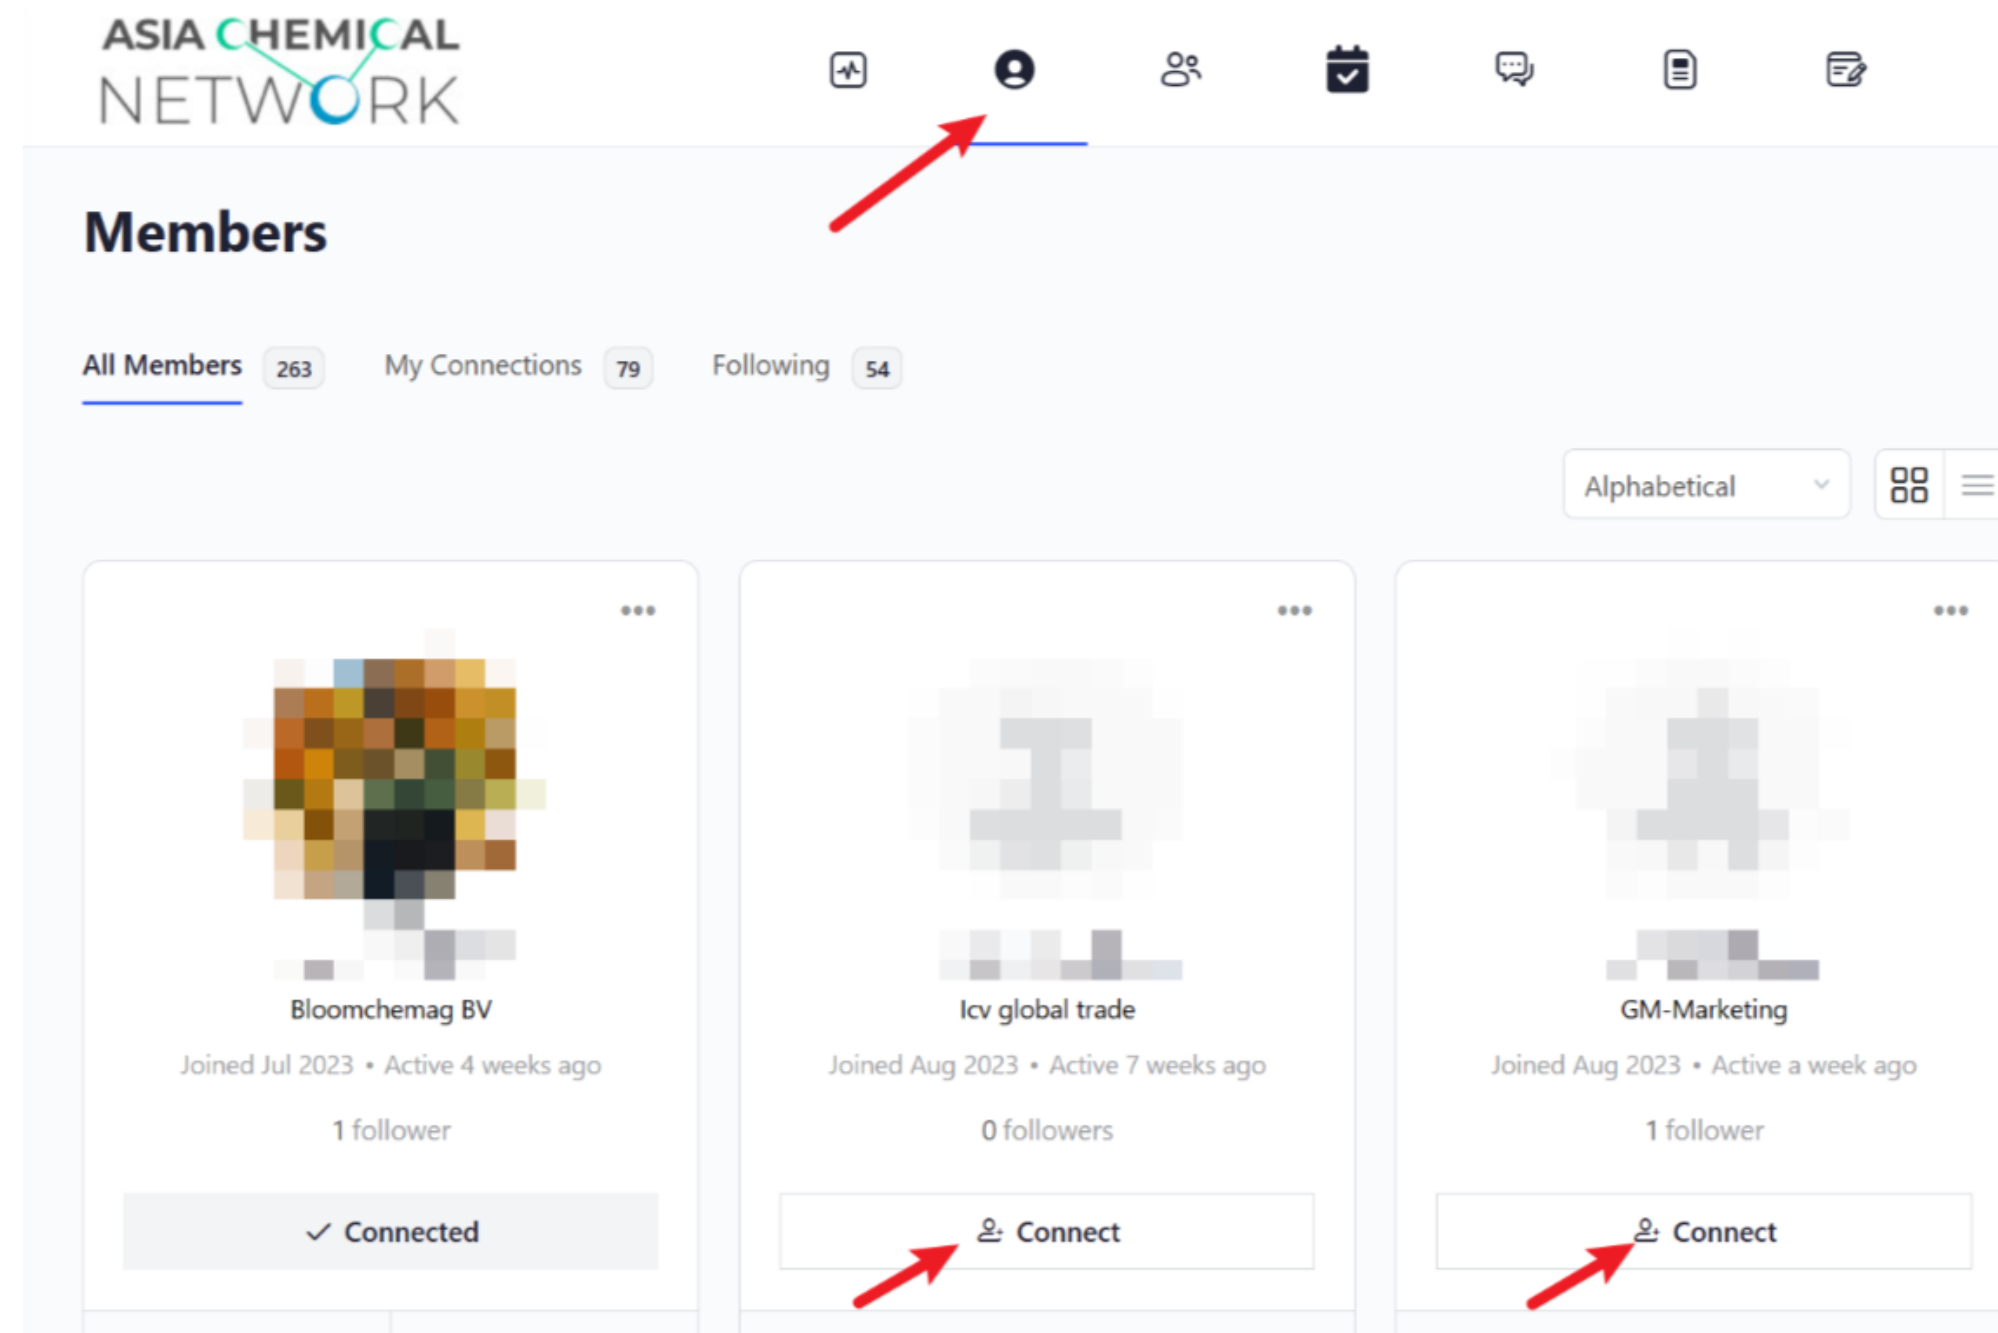 ASIA CHEMICAL
NETWORK
Members
All Members 263 My Connections 79 Following 54
Alphabetical
Bloomchemag BV
Joined Jul 2023 • Active 4 weeks ago
1 follower
Connected
Icv global trade
Joined Aug 2023 • Active 7 weeks ago
0 followers
Connect
GM-Marketing
Joined Aug 2023 • Active a week ago
1 follower
Connect